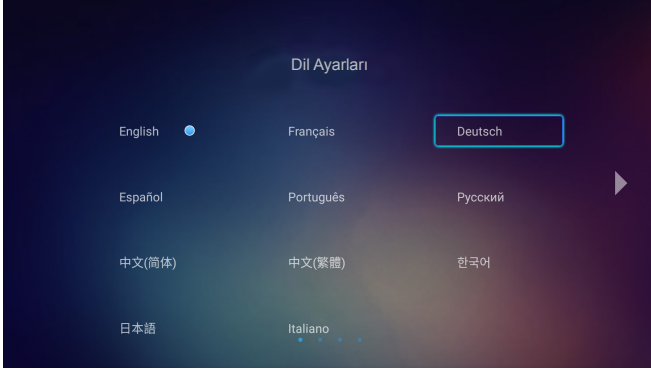 Dil Ayarları
English Français Deutsch
Español Português Русский
中文(简体) 中文(繁體) 한국어
日本語 Italiano